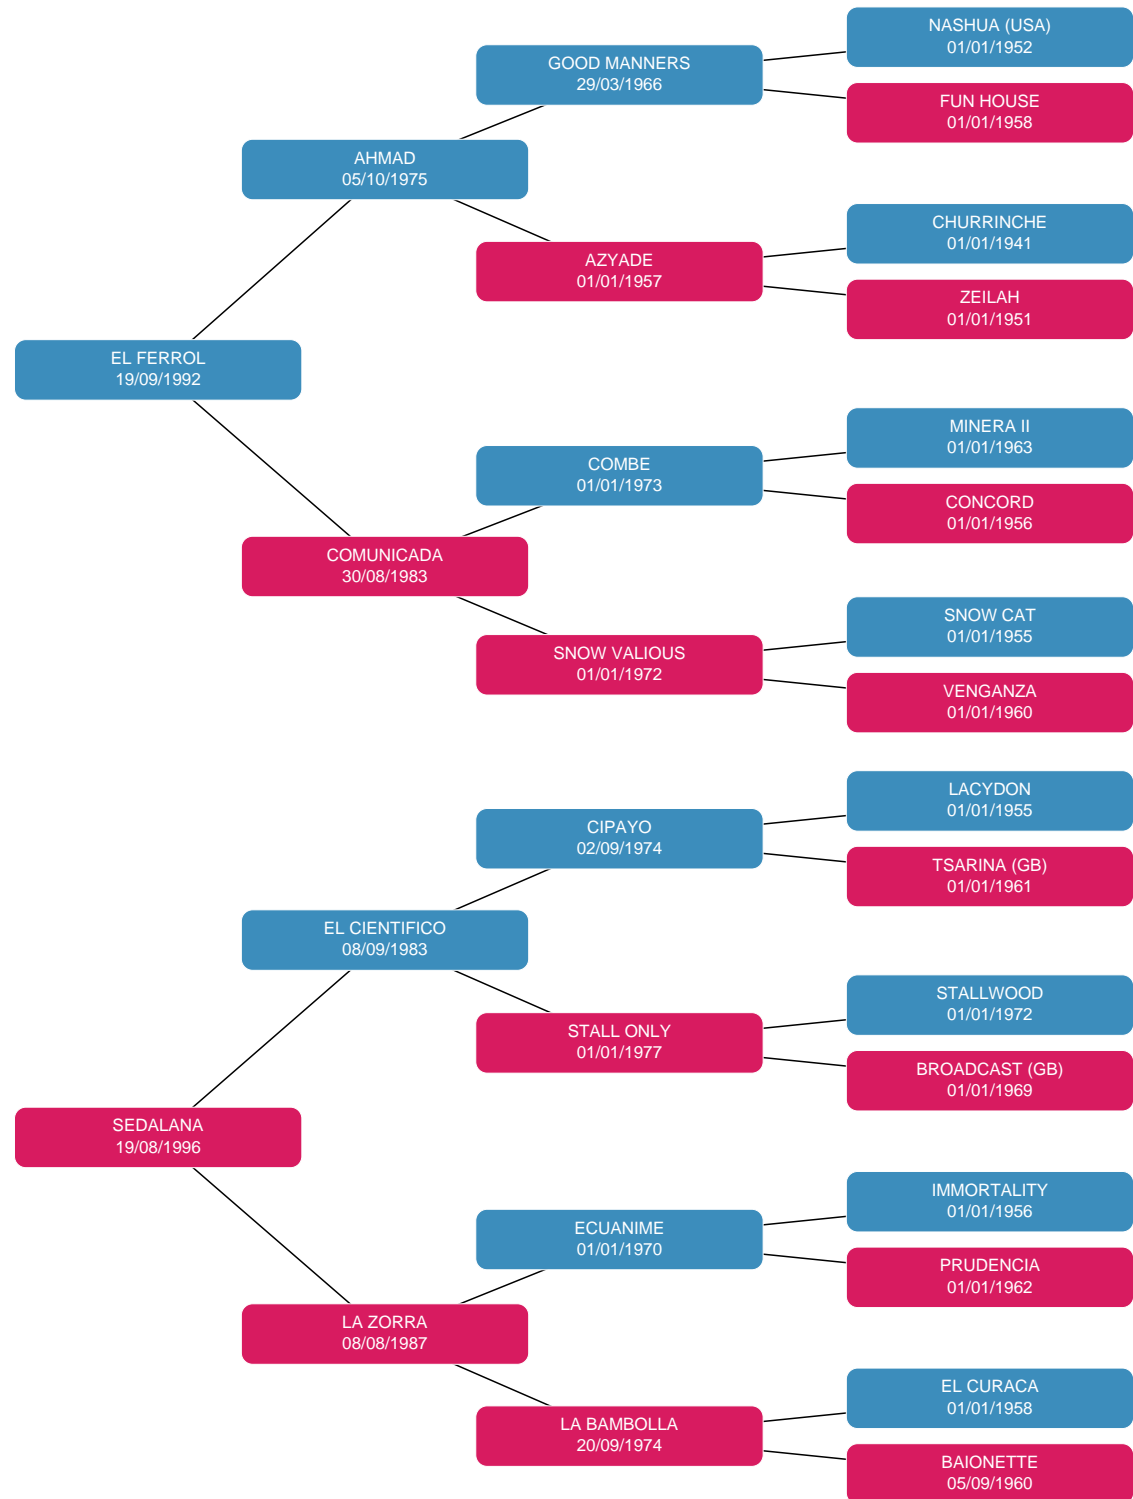 NASHUA (USA)
01/01/1952
GOOD MANNERS
29/03/1966
FUN HOUSE
01/01/1958
AHMAD
05/10/1975
CHURRINCHE
01/01/1941
AZYADE
01/01/1957
ZEILAH
01/01/1951
EL FERROL
19/09/1992
MINERA II
01/01/1963
COMBE
01/01/1973
CONCORD
01/01/1956
COMUNICADA
30/08/1983
SNOW CAT
01/01/1955
SNOW VALIOUS
01/01/1972
VENGANZA
01/01/1960
LACYDON
01/01/1955
CIPAYO
02/09/1974
TSARINA (GB)
01/01/1961
EL CIENTIFICO
08/09/1983
STALLWOOD
01/01/1972
STALL ONLY
01/01/1977
BROADCAST (GB)
01/01/1969
SEDALANA
19/08/1996
IMMORTALITY
01/01/1956
ECUANIME
01/01/1970
PRUDENCIA
01/01/1962
LA ZORRA
08/08/1987
EL CURACA
01/01/1958
LA BAMBOLLA
20/09/1974
BAIONETTE
05/09/1960